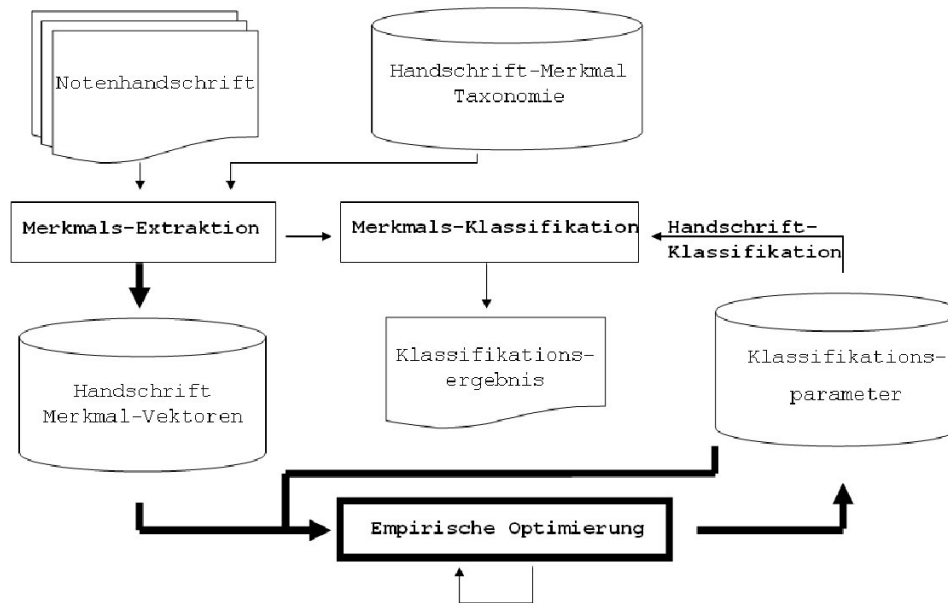 Notenhandschrift
Handschrift-Merkmal
Taxonomie
Merkmals-Extraktion
Merkmals-Klassifikation
Handschrift-
Klassifikation
Handschrift
Merkmal-Vektoren
Klassifikations-
ergebnis
Klassifikations-
parameter
Empirische Optimierung